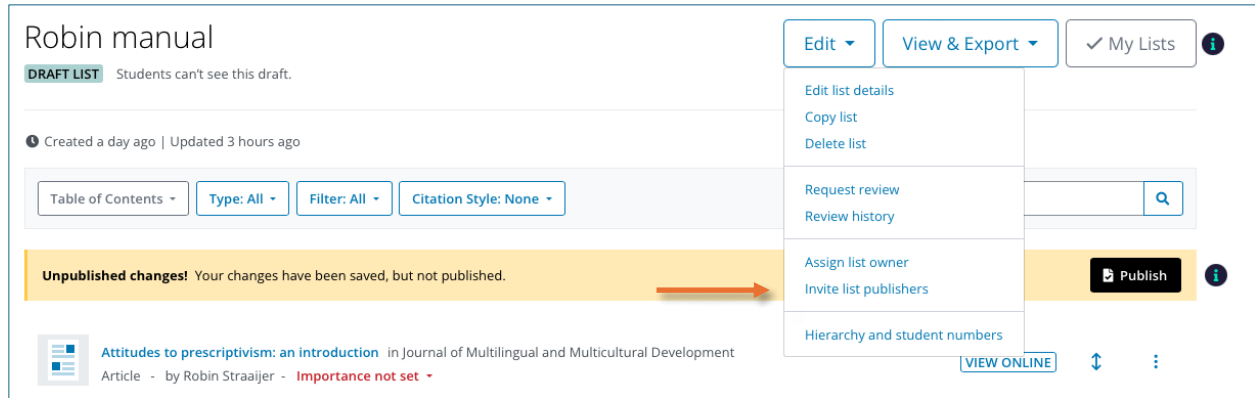 Robin manual
Edit
View & Export
✓ My Lists
DRAFT LIST Students can't see this draft.
Edit list details
Copy list
Delete list
Created a day ago | Updated 3 hours ago
Request review
Review history
Table of Contents
Type: All
Filter: All
Citation Style: None
Assign list owner
Invite list publishers
Unpublished changes! Your changes have been saved, but not published.
Publish
Hierarchy and student numbers
Attitudes to prescriptivism: an introduction in Journal of Multilingual and Multicultural Development
Article - by Robin Straaijer - Importance not set
VIEW ONLINE